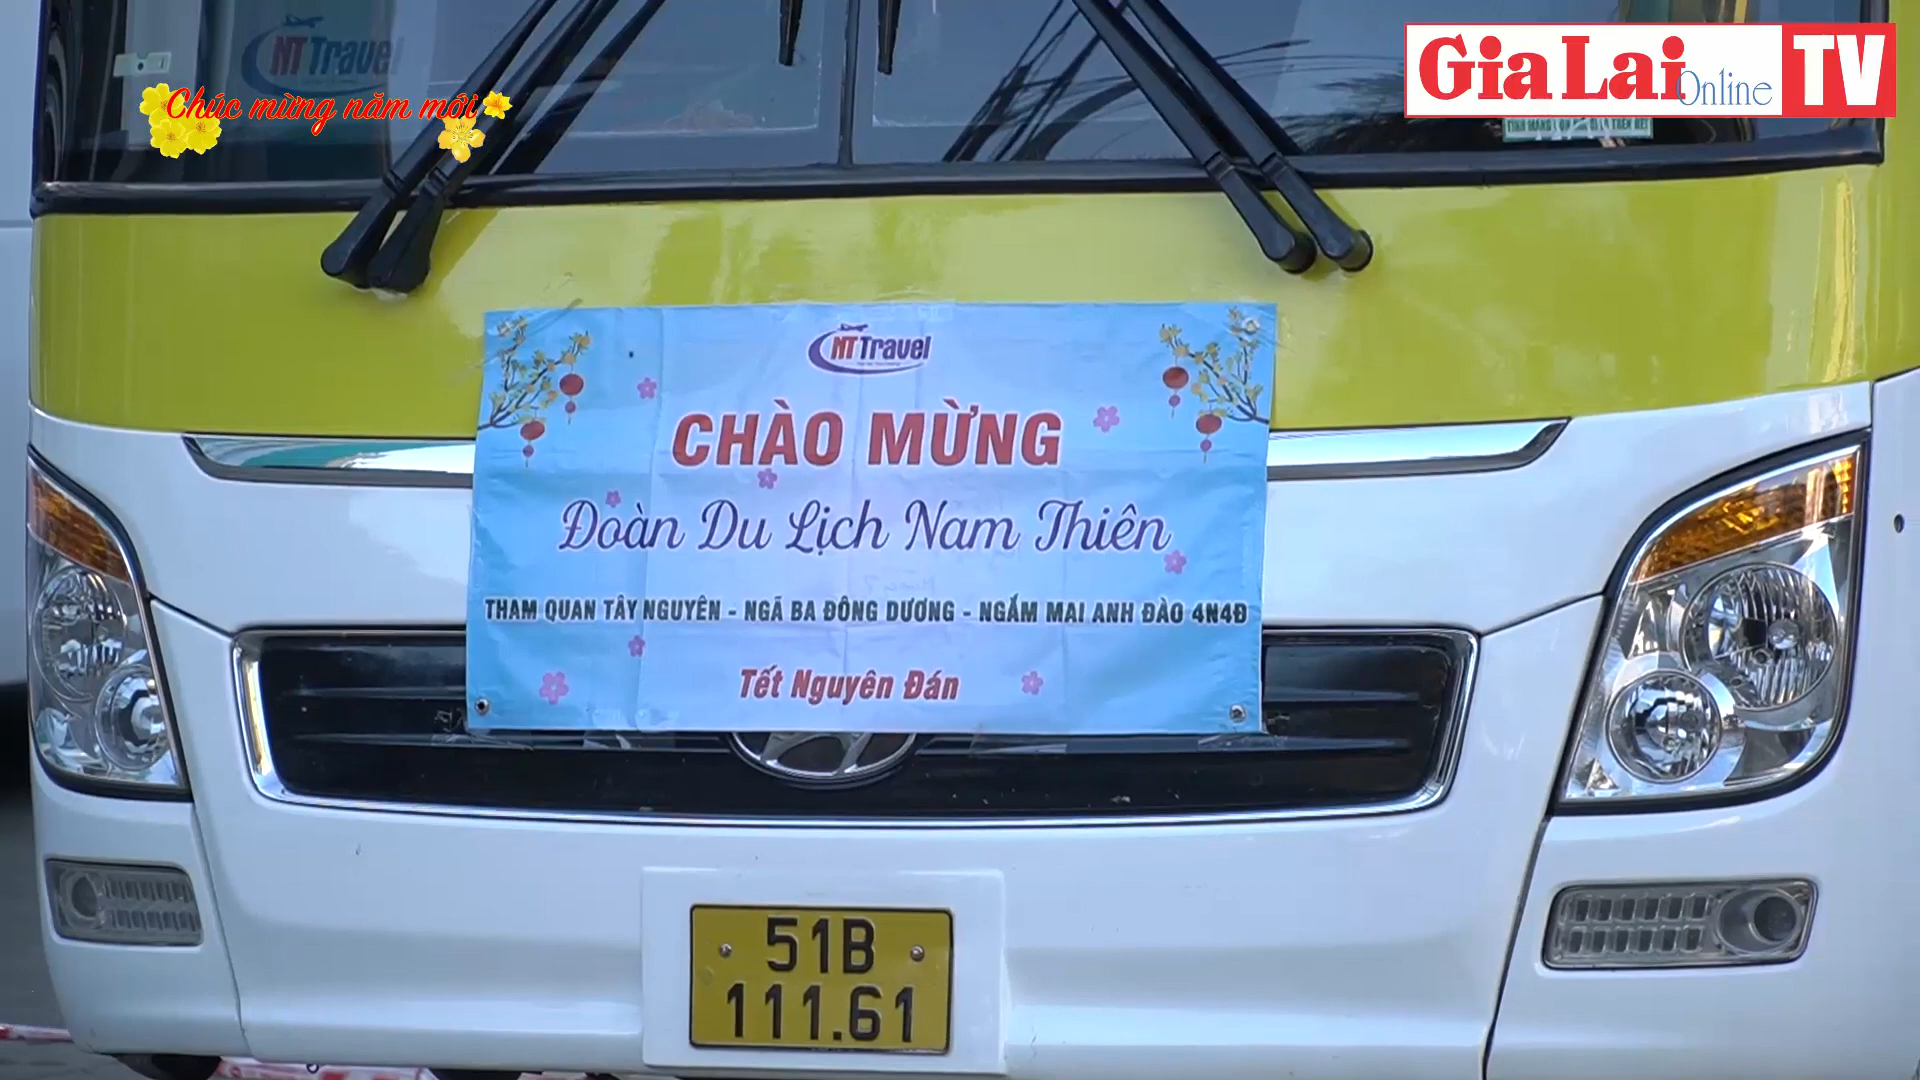 NT Travel
Chúc mừng năm mới
Gia Lai Online TV
NT Travel
CHÀO MỪNG
Đoàn Du Lịch Nam Thiên
THAM QUAN TÂY NGUYÊN - NGÃ BA ĐÔNG DƯƠNG - NGẮM MAI ANH ĐÀO 4N4Đ
Tết Nguyên Đán
51B
111.61